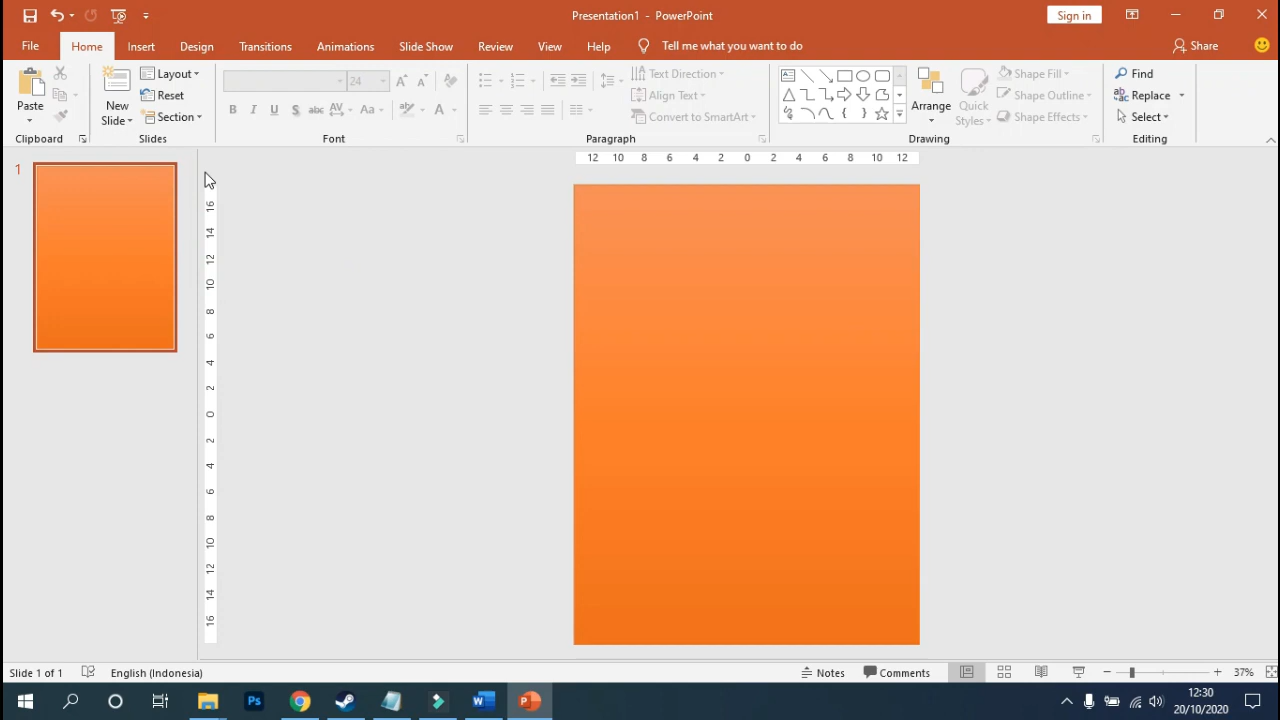 Presentation1 - PowerPoint
Sign in
File Home Insert Design Transitions Animations Slide Show Review View Help Tell me what you want to do Share
Paste
New Slide
Layout
Reset
Section
24
B I U S abc AV Aa A
Text Direction
Align Text
Convert to SmartArt
Arrange
Quick Styles
Shape Fill
Shape Outline
Shape Effects
Find
Replace
Select
Clipboard Slides Font Paragraph Drawing Editing
12 10 8 6 4 2 0 2 4 6 8 10 12
1
16
14
12
10
8
6
4
2
0
2
4
6
8
10
12
14
16
Slide 1 of 1 English (Indonesia) Notes Comments 37%
Ps
12:30
20/10/2020